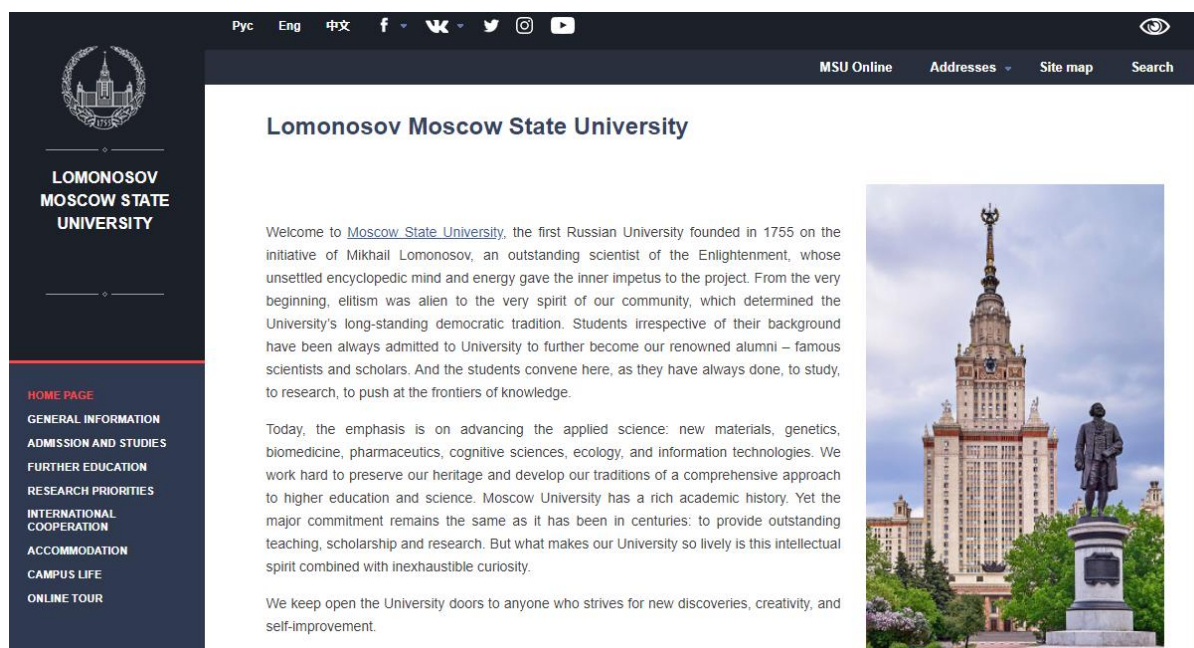 Рус Eng 中文
MSU Online Addresses Site map Search
1755
LOMONOSOV
MOSCOW STATE
UNIVERSITY
HOME PAGE
GENERAL INFORMATION
ADMISSION AND STUDIES
FURTHER EDUCATION
RESEARCH PRIORITIES
INTERNATIONAL
COOPERATION
ACCOMMODATION
CAMPUS LIFE
ONLINE TOUR
Lomonosov Moscow State University
Welcome to Moscow State University, the first Russian University founded in 1755 on the
initiative of Mikhail Lomonosov, an outstanding scientist of the Enlightenment, whose
unsettled encyclopedic mind and energy gave the inner impetus to the project. From the very
beginning, elitism was alien to the very spirit of our community, which determined the
University's long-standing democratic tradition. Students irrespective of their background
have been always admitted to University to further become our renowned alumni – famous
scientists and scholars. And the students convene here, as they have always done, to study,
to research, to push at the frontiers of knowledge.
Today, the emphasis is on advancing the applied science: new materials, genetics,
biomedicine, pharmaceutics, cognitive sciences, ecology, and information technologies. We
work hard to preserve our heritage and develop our traditions of a comprehensive approach
to higher education and science. Moscow University has a rich academic history. Yet the
major commitment remains the same as it has been in centuries: to provide outstanding
teaching, scholarship and research. But what makes our University so lively is this intellectual
spirit combined with inexhaustible curiosity.
We keep open the University doors to anyone who strives for new discoveries, creativity, and
self-improvement.